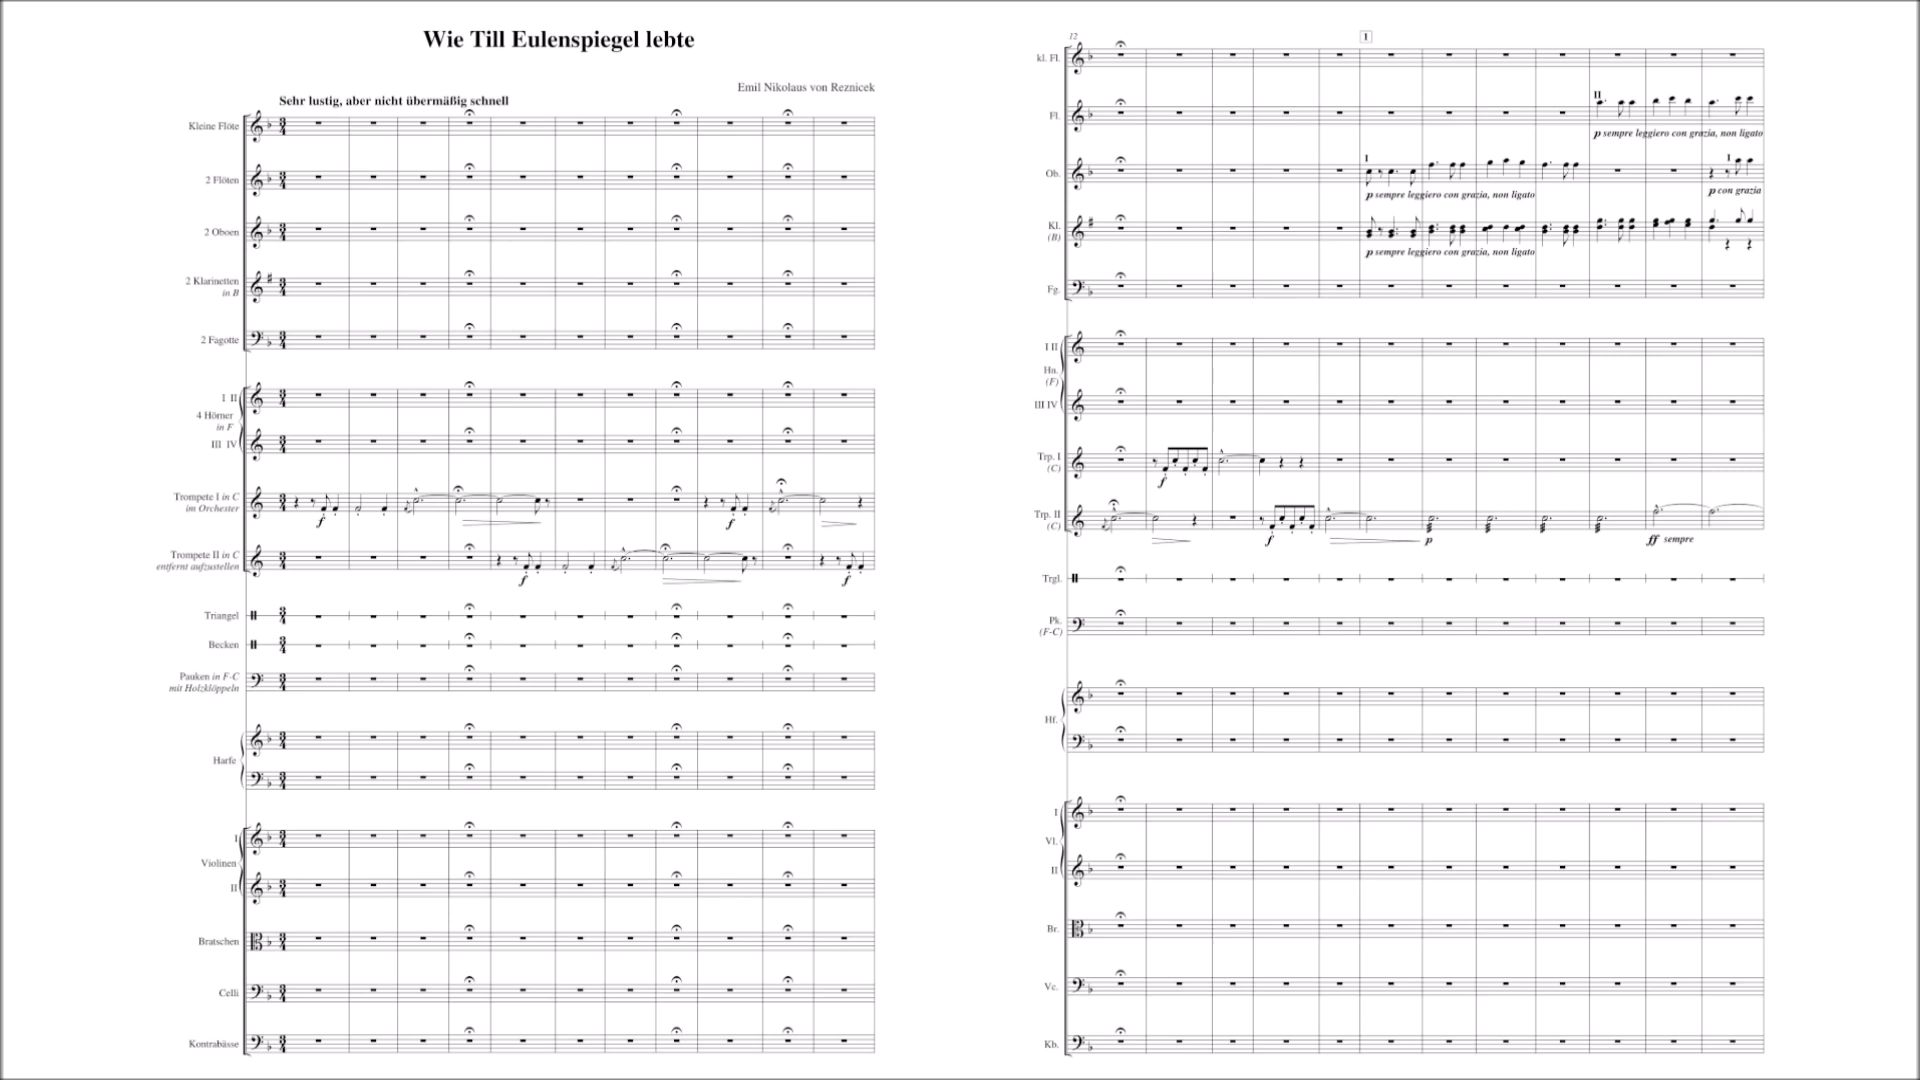 Wie Till Eulenspiegel lebte
Emil Nikolaus von Reznicek
Sehr lustig, aber nicht übermäßig schnell
Kleine Flöte
2 Flöten
2 Oboen
2 Klarinetten
in B
2 Fagotte
I II
4 Hörner
in F
III IV
Trompete I in C
im Orchester
f
f
Trompete II in C
entfernt aufzustellen
f
f
Triangel
Becken
Pauken in F-C
mit Holzklöppeln
Harfe
I
Violinen
II
Bratschen
Celli
Kontrabässe
12
1
kl. Fl.
II
Fl.
p sempre leggiero con grazia, non ligato
I
I
Ob.
p sempre leggiero con grazia, non ligato
p con grazia
Kl.
(B)
p sempre leggiero con grazia, non ligato
Fg.
I II
Hn.
(F)
III IV
Trp. I
(C)
f
Trp. II
(C)
f
p
ff sempre
Trgl.
Pk.
(F-C)
Hf.
I
Vl.
II
Br.
Vc.
Kb.